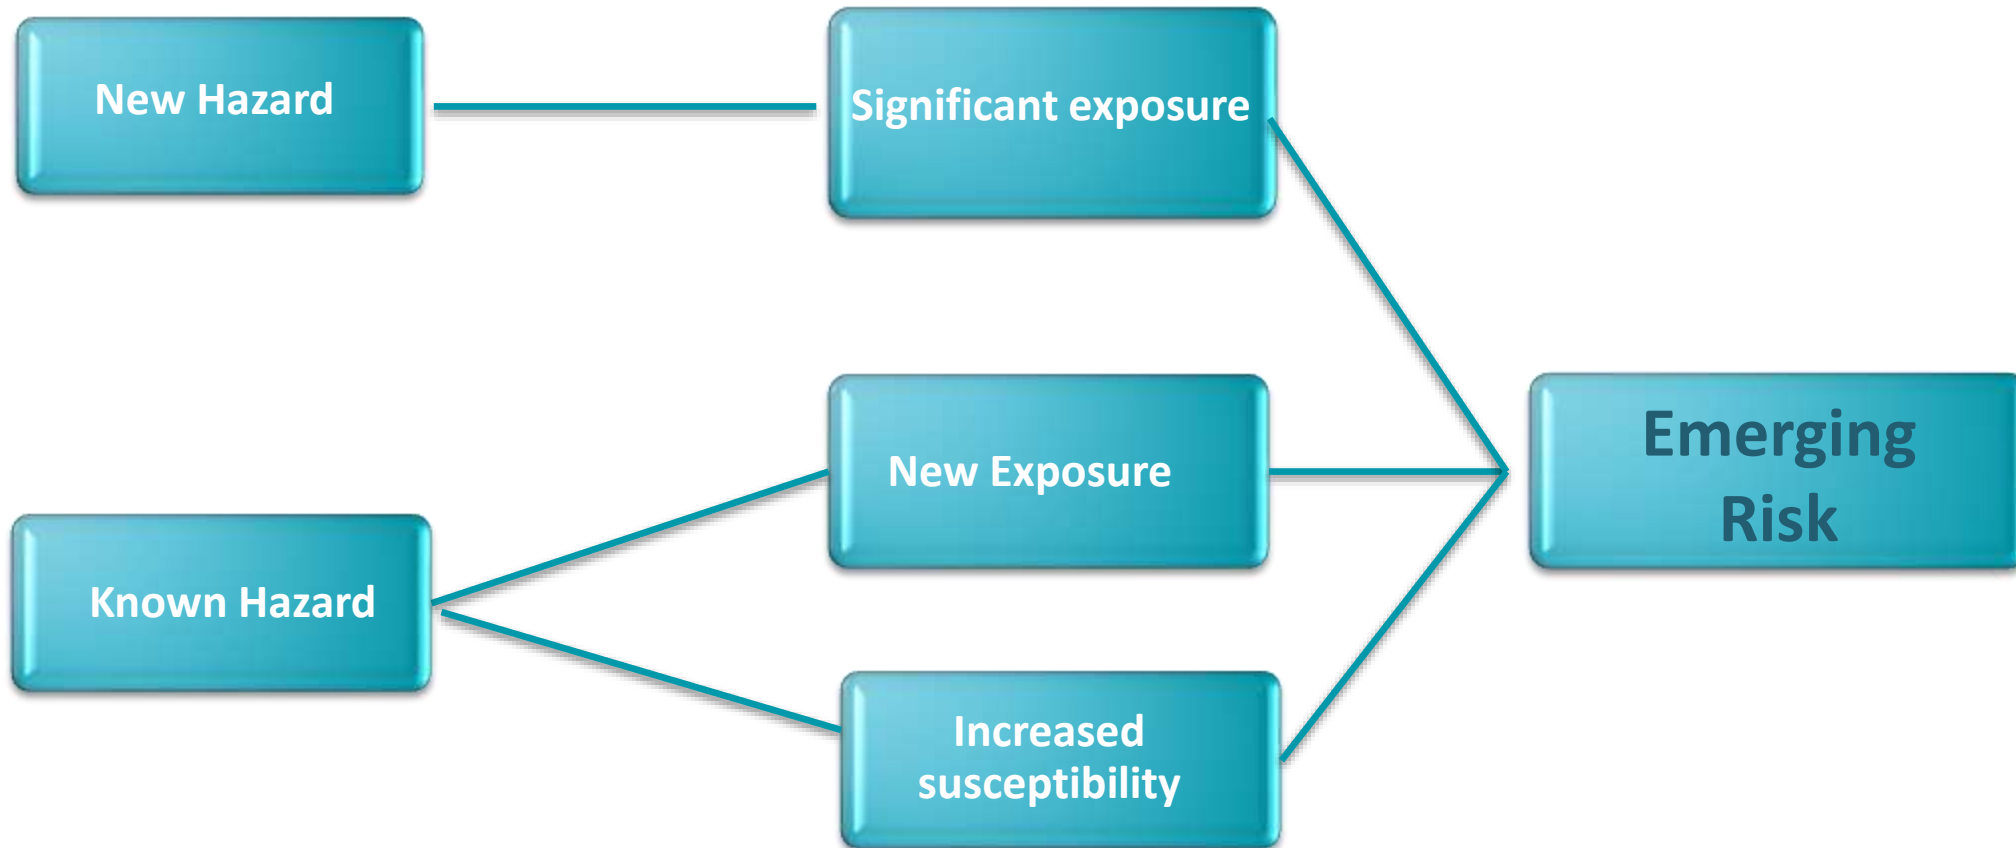 New Hazard
Significant exposure
New Exposure
Known Hazard
Increased
susceptibility
Emerging
Risk